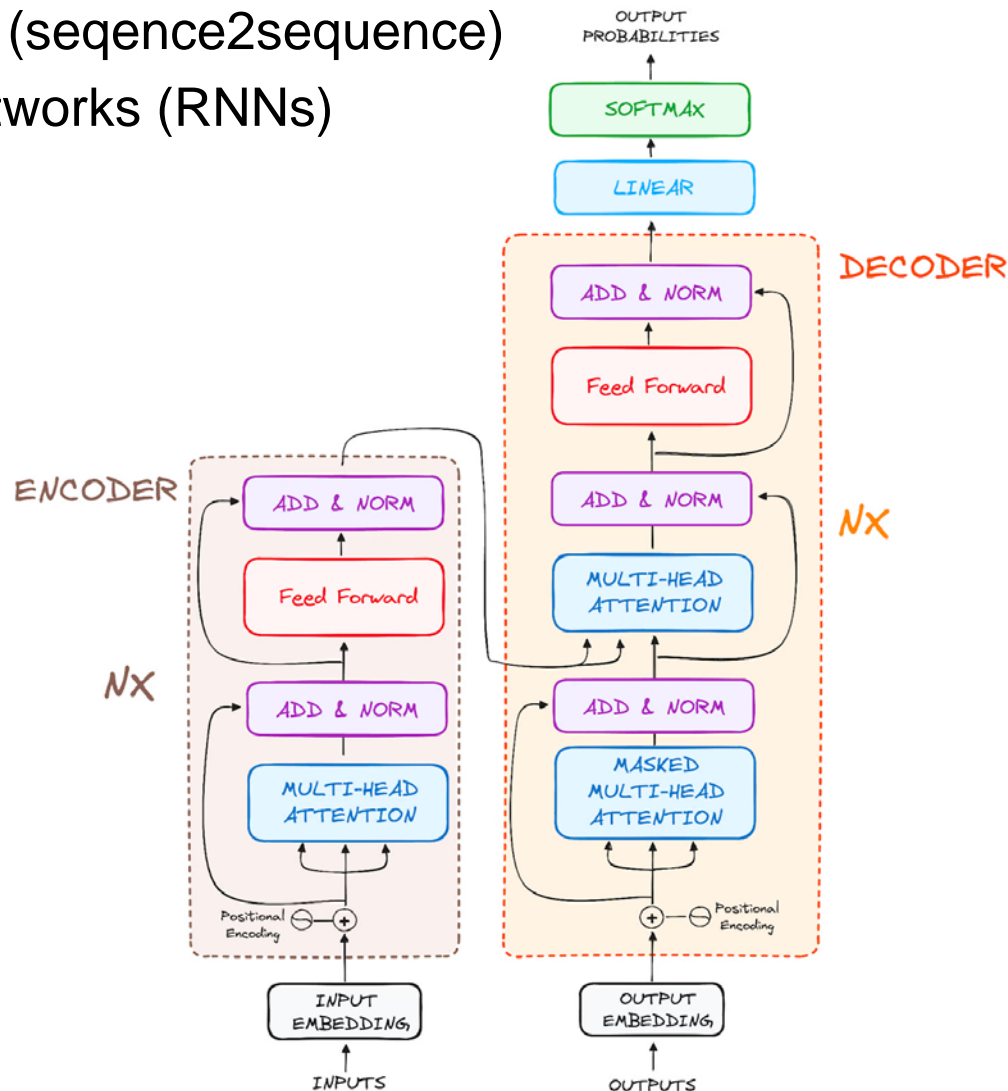 (seqence2sequence)
tworks (RNNs)
OUTPUT
PROBABILITIES
SOFTMAX
LINEAR
DECODER
ADD & NORM
Feed Forward
ADD & NORM
MULTI-HEAD
ATTENTION
NX
ADD & NORM
MASKED
MULTI-HEAD
ATTENTION
Positional
Encoding
OUTPUT
EMBEDDING
OUTPUTS
ENCODER
ADD & NORM
Feed Forward
NX
ADD & NORM
MULTI-HEAD
ATTENTION
Positional
Encoding
INPUT
EMBEDDING
INPUTS